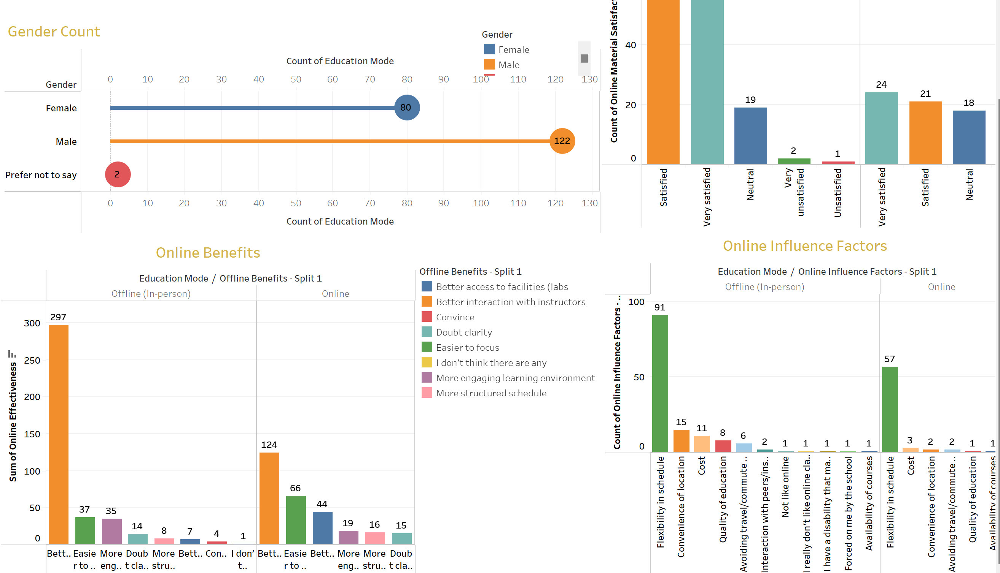 Gender Count
Gender
Female
Male
Count of Education Mode
Gender
0 10 20 30 40 50 60 70 80 90 100 110 120 130
Female
80
Male
122
Prefer not to say
2
0 10 20 30 40 50 60 70 80 90 100 110 120 130
Count of Education Mode
Count of Online Material Satisfact
40
20
0
19
2
1
24
21
18
Satisfied
Very satisfied
Neutral
Very
unsatisfied
Unsatisfied
Very satisfied
Satisfied
Neutral
Online Benefits
Education Mode / Offline Benefits - Split 1
Offline (In-person)
Online
Sum of Online Effectiveness
300
250
200
150
100
50
0
297
37
35
14
8
7
4
1
124
66
44
19
16
15
Bett.. Easie More Doub More Bett.. Con.. I don' Bett.. Easie Bett.. More More Doub
r to .. eng.. t cla.. stru.. t.. r to .. eng.. stru.. t cla..
Offline Benefits - Split 1
Better access to facilities (labs
Better interaction with instructors
Convince
Doubt clarity
Easier to focus
I don't think there are any
More engaging learning environment
More structured schedule
Online Influence Factors
Education Mode / Online Influence Factors - Split 1
Offline (In-person)
Online
Count of Online Influence Factors - ..
100
50
0
91
15
11
8
6
2
1
1
1
1
1
57
3
2
2
1
1
Flexibility in schedule
Convenience of location
Cost
Quality of education
Avoiding travel/commute ..
Interaction with peers/ins..
Not like online
I really don't like online cla..
I have a disability that ma..
Forced on me by the school
Availability of courses
Flexibility in schedule
Cost
Convenience of location
Avoiding travel/commute ..
Quality of education
Availability of courses